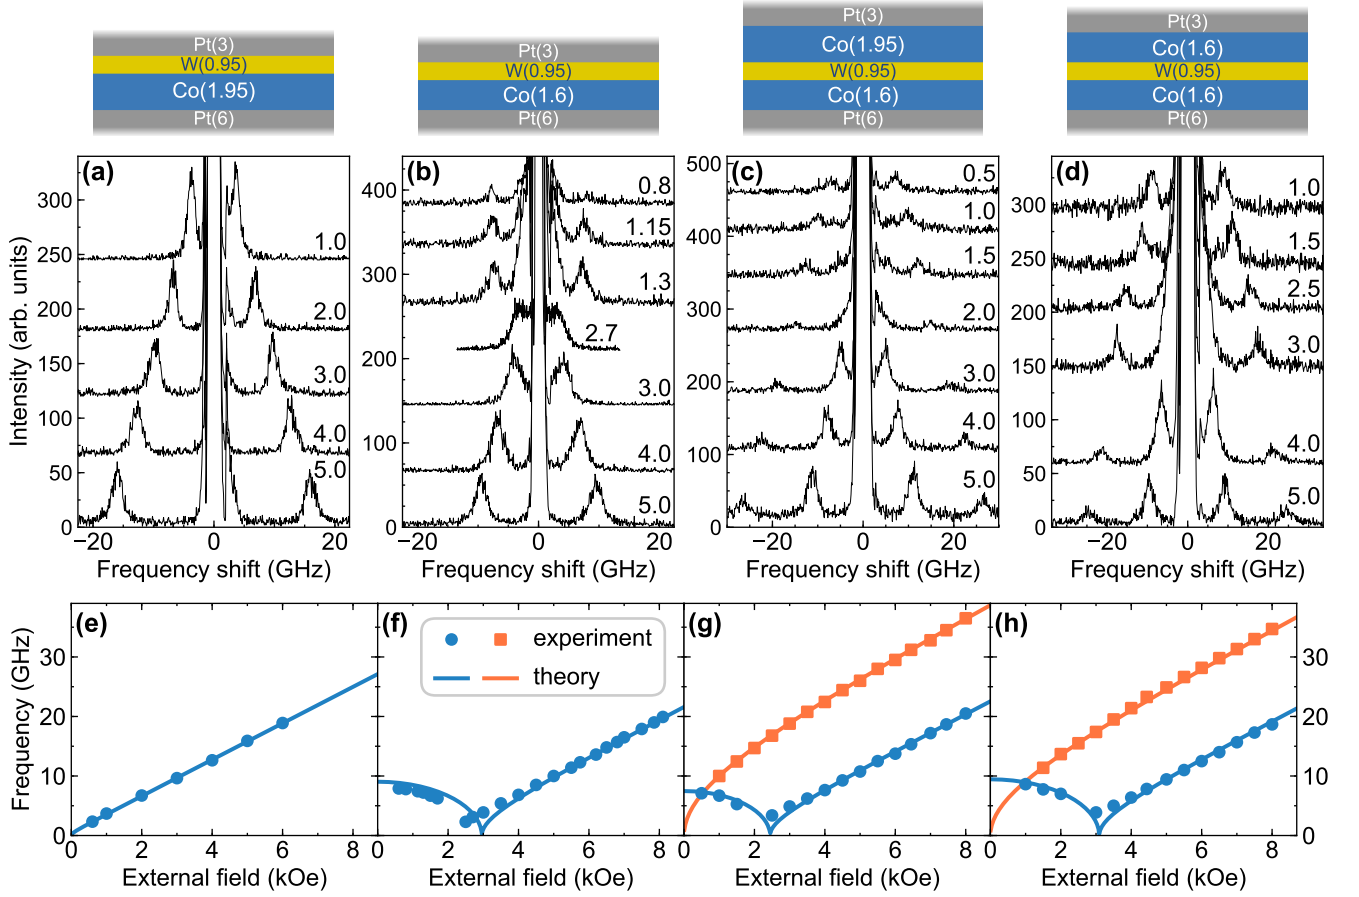 Pt(3)
W(0.95)
Co(1.95)
Pt(6)
Pt(3)
W(0.95)
Co(1.6)
Pt(6)
Pt(3)
Co(1.95)
W(0.95)
Co(1.6)
Pt(6)
Pt(3)
Co(1.6)
W(0.95)
Co(1.6)
Pt(6)
Intensity (arb. units)
(a)
300
250
200
150
100
50
0
1.0
2.0
3.0
4.0
5.0
−20 0 20
Frequency shift (GHz)
(b)
400
300
200
100
0
0.8
1.15
1.3
2.7
3.0
4.0
5.0
−20 0 20
Frequency shift (GHz)
(c)
500
400
300
200
100
0
0.5
1.0
1.5
2.0
3.0
4.0
5.0
−20 0 20
Frequency shift (GHz)
(d)
300
250
200
150
100
50
0
1.0
1.5
2.5
3.0
4.0
5.0
−20 0 20
Frequency shift (GHz)
Frequency (GHz)
30
20
10
0
(e)
0 2 4 6 8
External field (kOe)
(f)
experiment
theory
0 2 4 6 8
External field (kOe)
(g)
0 2 4 6 8
External field (kOe)
(h)
30
20
10
0
0 2 4 6 8
External field (kOe)